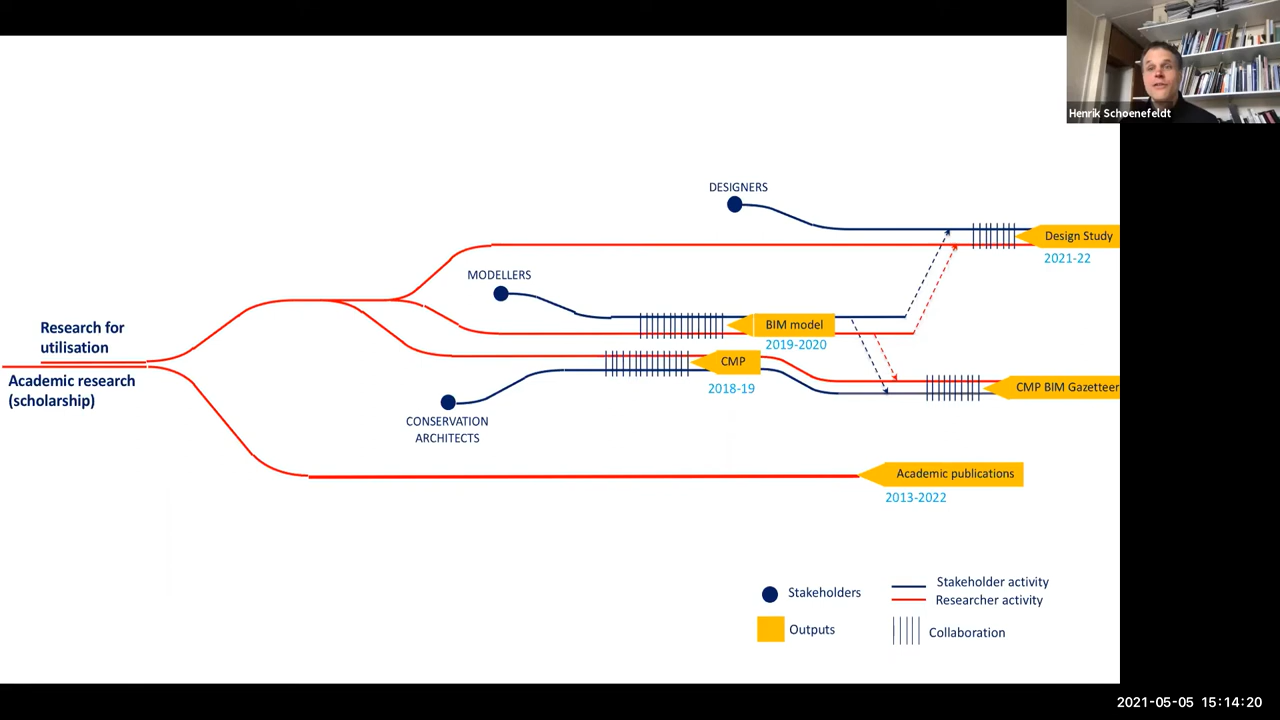 Henrik Schoenefeldt
DESIGNERS
Design Study
2021-22
MODELLERS
BIM model
2019-2020
Research for
utilisation
Academic research
(scholarship)
CMP
2018-19
CMP BIM Gazetteer
CONSERVATION
ARCHITECTS
Academic publications
2013-2022
Stakeholders
Stakeholder activity
Researcher activity
Outputs
Collaboration
2021-05-05 15:14:20